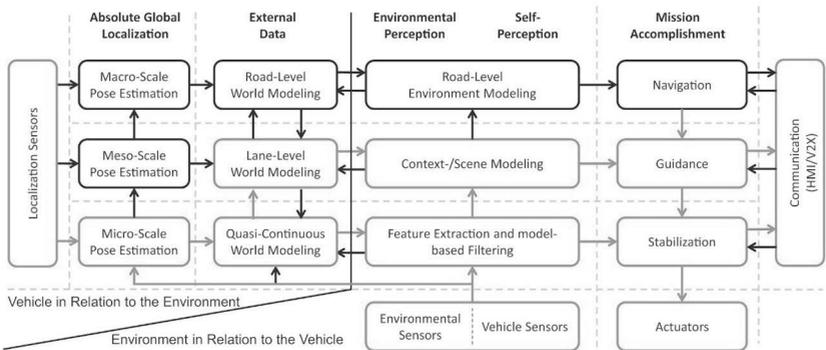 Absolute Global
Localization
External
Data
Environmental
Perception
Self-
Perception
Mission
Accomplishment
Localization Sensors
Macro-Scale
Pose Estimation
Road-Level
World Modeling
Road-Level
Environment Modeling
Navigation
Meso-Scale
Pose Estimation
Lane-Level
World Modeling
Context-/Scene Modeling
Guidance
Communication
(HMI/V2X)
Micro-Scale
Pose Estimation
Quasi-Continuous
World Modeling
Feature Extraction and model-
based Filtering
Stabilization
Vehicle in Relation to the Environment
Environment in Relation to the Vehicle
Environmental
Sensors
Vehicle Sensors
Actuators